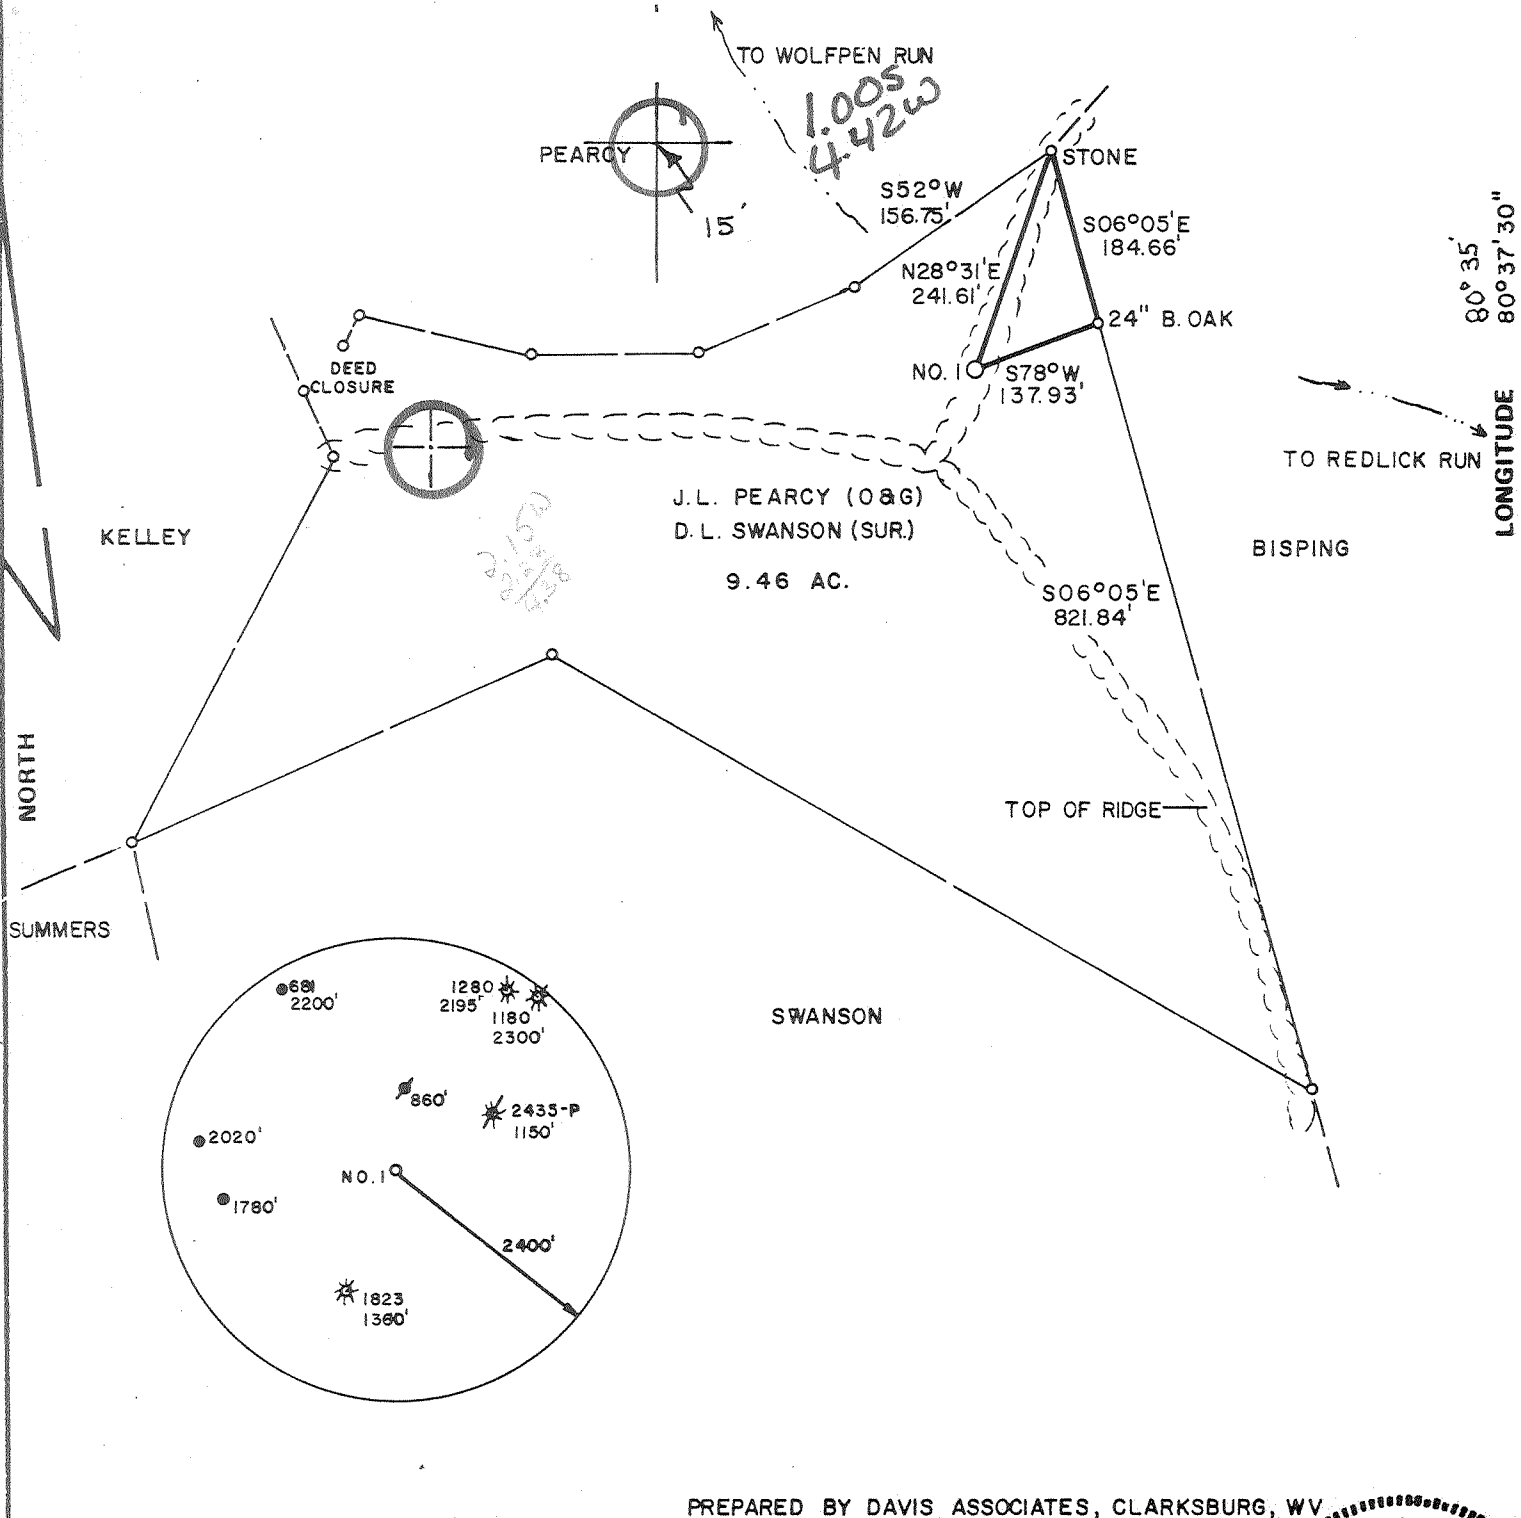 TO WOLFPEN RUN
1.00S
4.42W
PEARCY
15'
STONE
S52°W
156.75'
S06°05'E
184.66'
N28°31'E
241.61'
24" B. OAK
NO. 1
S78°W
137.93'
80° 35'
80° 37' 30"
LONGITUDE
DEED
CLOSURE
TO REDLICK RUN
J.L. PEARCY (O&G)
D. L. SWANSON (SUR.)
9.46 AC.
KELLEY
BISPING
2.15W
S06°05'E
821.84'
NORTH
TOP OF RIDGE
SUMMERS
SWANSON
681
2200'
1280
2195'
1180
2300'
860'
2435-P
1150'
2020'
NO. 1
1780'
2400'
1823
1360'
PREPARED BY DAVIS ASSOCIATES, CLARKSBURG, WV